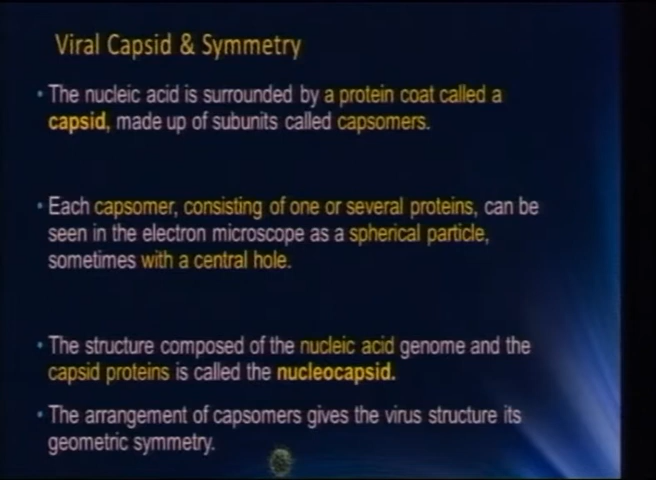 Viral Capsid & Symmetry
• The nucleic acid is surrounded by a protein coat called a
capsid, made up of subunits called capsomers.
• Each capsomer, consisting of one or several proteins, can be
seen in the electron microscope as a spherical particle,
sometimes with a central hole.
• The structure composed of the nucleic acid genome and the
capsid proteins is called the nucleocapsid.
• The arrangement of capsomers gives the virus structure its
geometric symmetry.